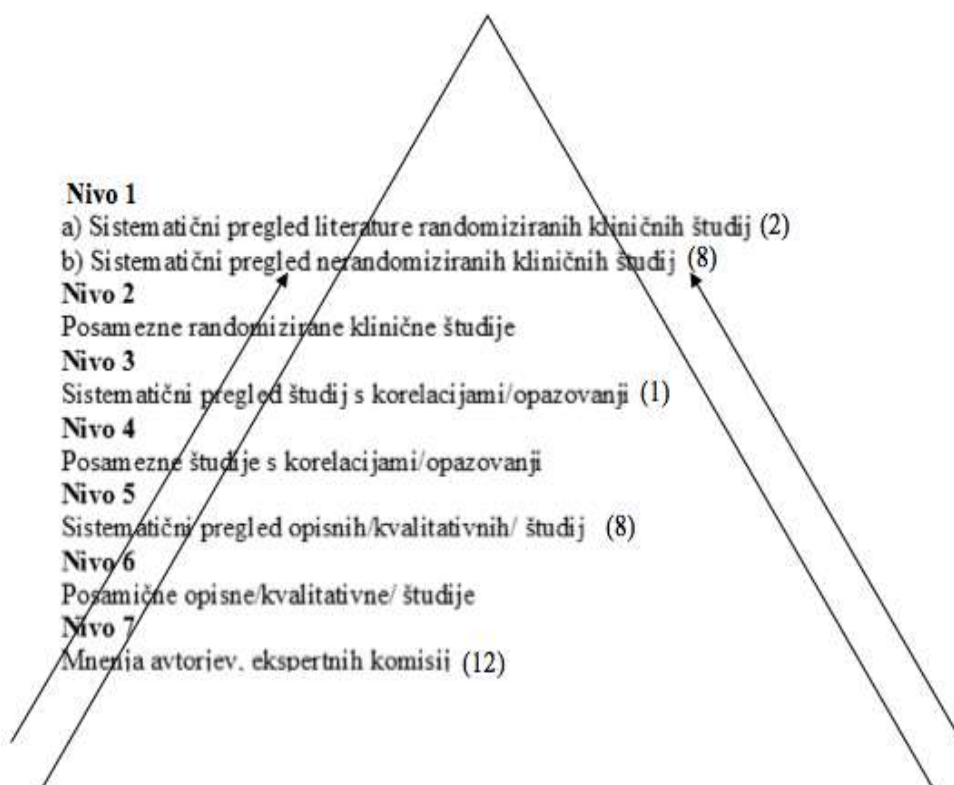 Nivo 1
a) Sistematični pregled literature randomiziranih kliničnih študij (2)
b) Sistematični pregled nerandomiziranih kliničnih študij (8)
Nivo 2
Posamezne randomizirane klinične študije
Nivo 3
Sistematični pregled študij s korelacijami/opazovanji (1)
Nivo 4
Posamezne študije s korelacijami/opazovanji
Nivo 5
Sistematični pregled opisnih/kvalitativnih/ študij (8)
Nivo 6
Posamične opisne/kvalitativne/ študije
Nivo 7
Mnenja avtorjev, ekspertnih komisij (12)